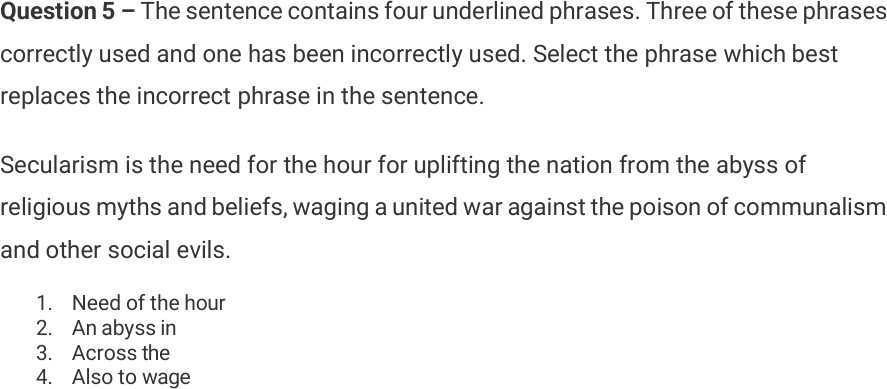 Question 5 – The sentence contains four underlined phrases. Three of these phrases
correctly used and one has been incorrectly used. Select the phrase which best
replaces the incorrect phrase in the sentence.
Secularism is the need for the hour for uplifting the nation from the abyss of
religious myths and beliefs, waging a united war against the poison of communalism
and other social evils.
1. Need of the hour
2. An abyss in
3. Across the
4. Also to wage